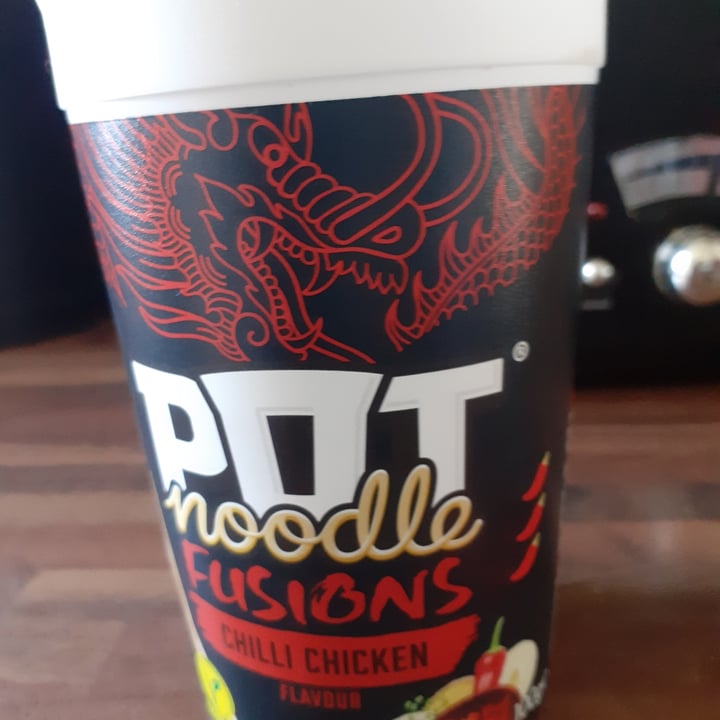 POT®
noodle
FUSIONS
CHILLI CHICKEN
FLAVOUR